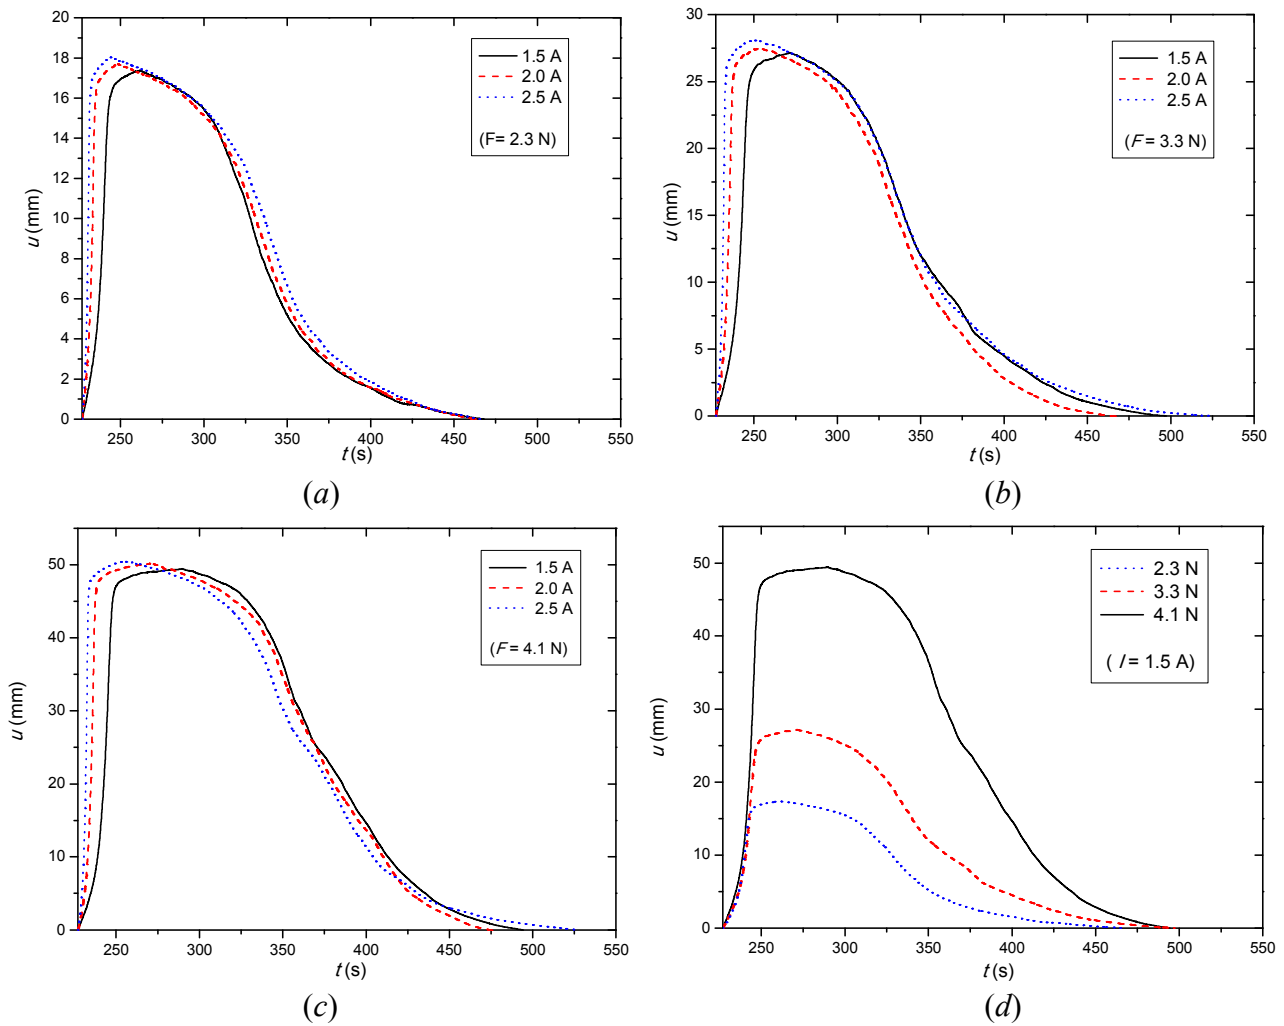 20
18
16
14
12
10
8
6
4
2
0
u (mm)
1.5 A
2.0 A
2.5 A
(F= 2.3 N)
250 300 350 400 450 500 550
t (s)
(a)
30
25
20
15
10
5
0
u (mm)
1.5 A
2.0 A
2.5 A
(F = 3.3 N)
250 300 350 400 450 500 550
t (s)
(b)
50
40
30
20
10
0
u (mm)
1.5 A
2.0 A
2.5 A
(F = 4.1 N)
250 300 350 400 450 500 550
t (s)
(c)
50
40
30
20
10
0
u (mm)
2.3 N
3.3 N
4.1 N
( I = 1.5 A)
250 300 350 400 450 500 550
t (s)
(d)